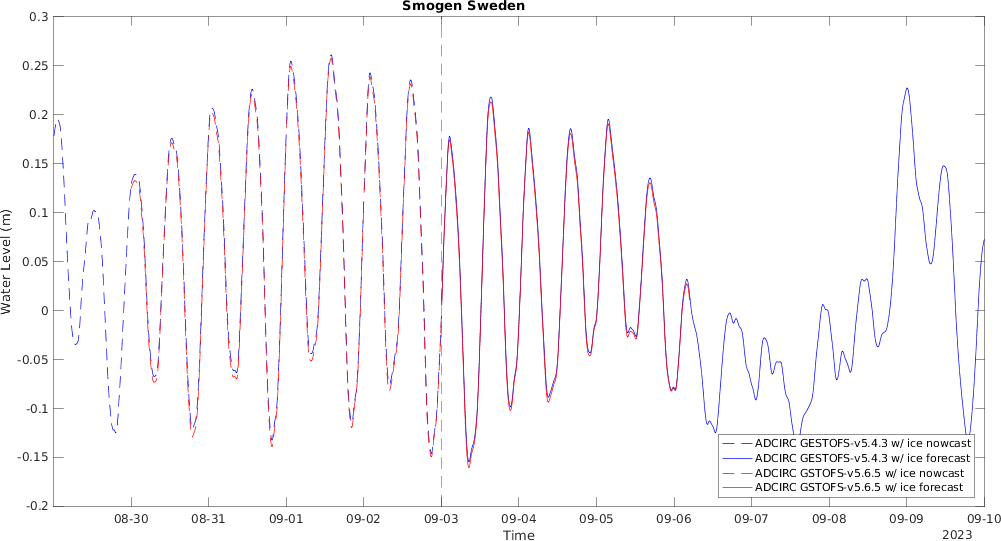 Smogen Sweden
0.3
0.25
0.2
0.15
0.1
0.05
0
-0.05
-0.1
-0.15
-0.2
Water Level (m)
ADCIRC GESTOFS-v5.4.3 w/ ice nowcast
ADCIRC GESTOFS-v5.4.3 w/ ice forecast
ADCIRC GSTOFS-v5.6.5 w/ ice nowcast
ADCIRC GSTOFS-v5.6.5 w/ ice forecast
08-30 08-31 09-01 09-02 09-03 09-04 09-05 09-06 09-07 09-08 09-09 09-10
Time
2023